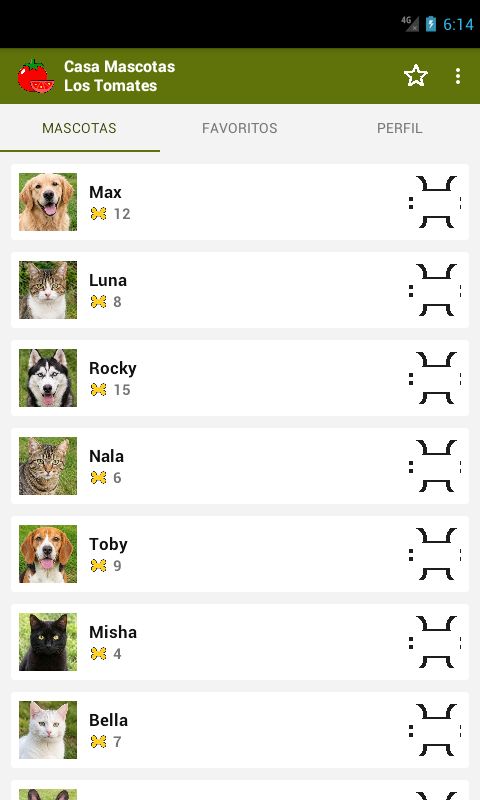 4G 6:14
Casa Mascotas
Los Tomates
MASCOTAS FAVORITOS PERFIL
Max
12
Luna
8
Rocky
15
Nala
6
Toby
9
Misha
4
Bella
7